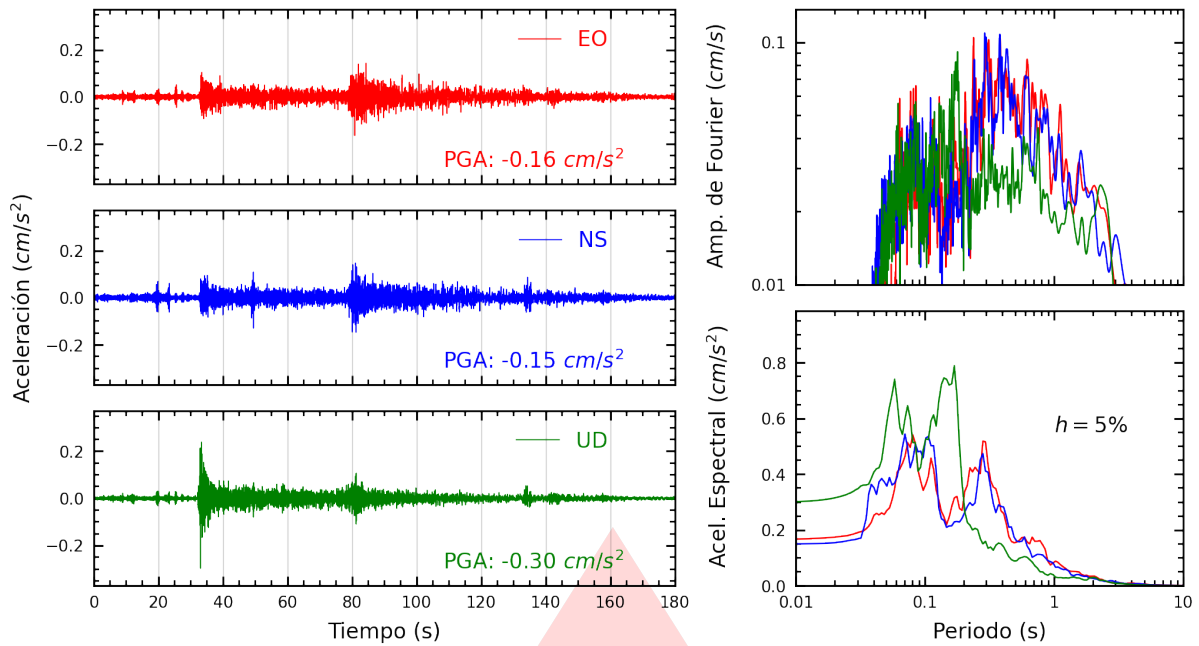 Aceleración (cm/s²)
0.2
0.0
−0.2
EO
PGA: -0.16 cm/s²
0.2
0.0
−0.2
NS
PGA: -0.15 cm/s²
0.2
0.0
−0.2
UD
PGA: -0.30 cm/s²
0 20 40 60 80 100 120 140 160 180
Tiempo (s)
Amp. de Fourier (cm/s)
0.1
0.01
Acel. Espectral (cm/s²)
0.8
0.6
0.4
0.2
0.0
h = 5%
0.01 0.1 1 10
Periodo (s)